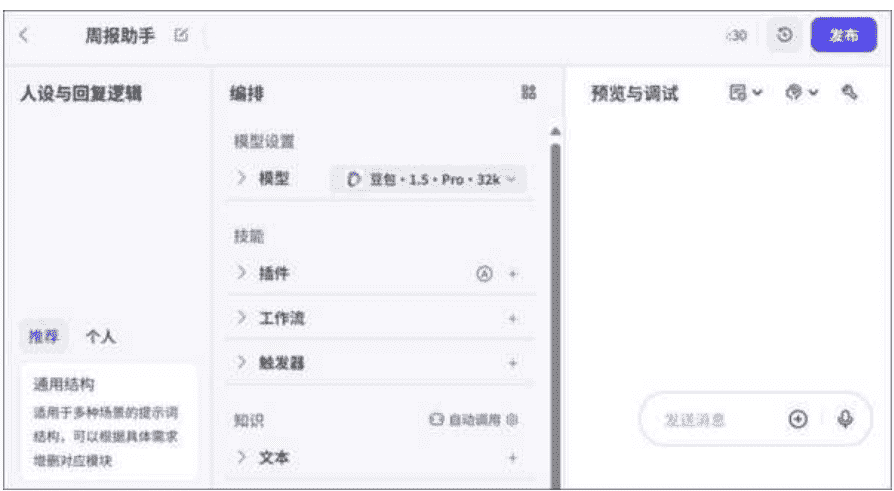 周报助手
:30
发布
人设与回复逻辑
编排
预览与调试
模型设置
模型
豆包·1.5·Pro·32k
技能
插件
工作流
触发器
推荐
个人
通用结构
适用于多种场景的提示词
结构，可以根据具体需求
增删对应模块
知识
自动调用
文本
发送消息